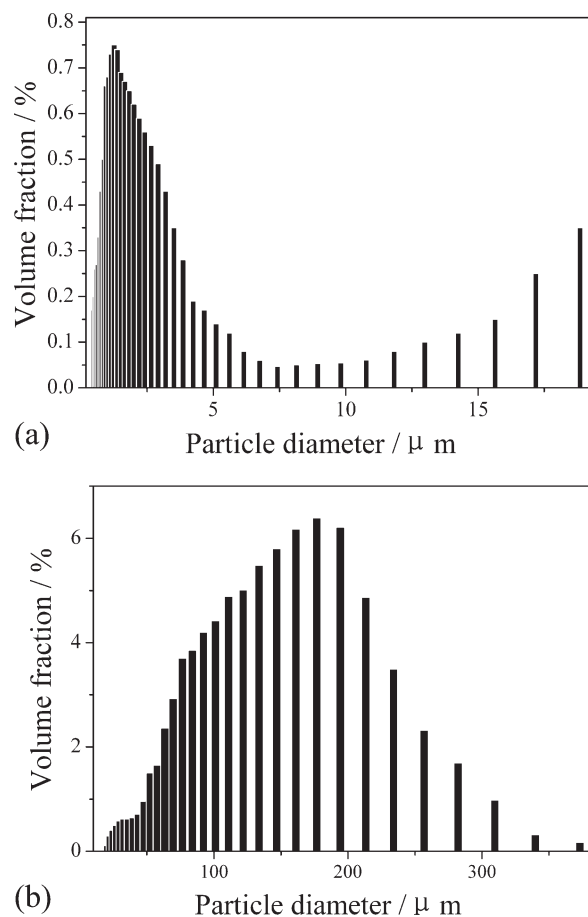 0.8
0.7
0.6
0.5
0.4
0.3
0.2
0.1
0.0
Volume fraction / %
5 10 15
(a)
Particle diameter / μ m
6
4
2
0
Volume fraction / %
100 200 300
(b)
Particle diameter / μ m